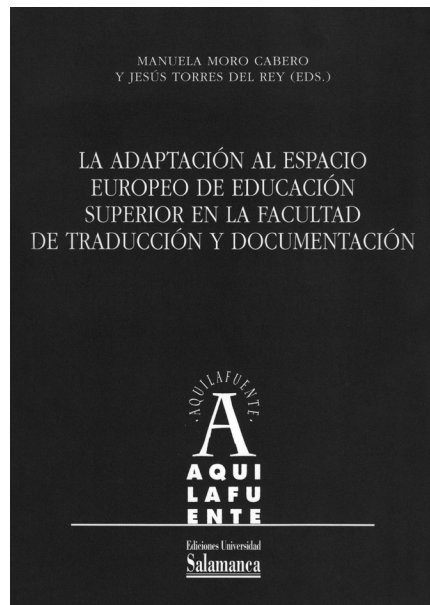 MANUELA MORO CABERO
Y JESÚS TORRES DEL REY (EDS.)
LA ADAPTACIÓN AL ESPACIO
EUROPEO DE EDUCACIÓN
SUPERIOR EN LA FACULTAD
DE TRADUCCIÓN Y DOCUMENTACIÓN
·AQUILAFUENTE·
A
AQUI
LAFU
ENTE
Ediciones Universidad
Salamanca